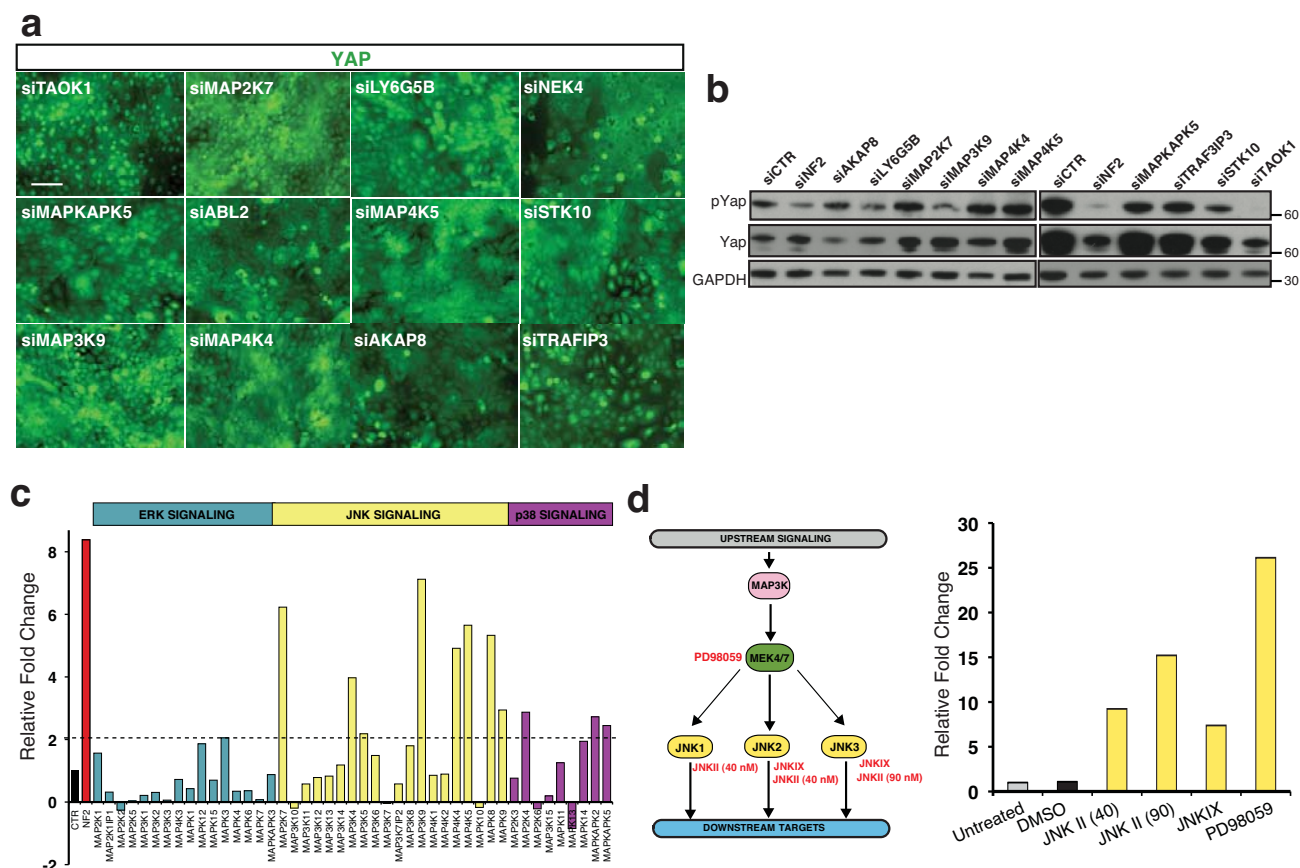 a
YAP
siTAOK1 siMAP2K7 siLY6G5B siNEK4
siMAPKAPK5 siABL2 siMAP4K5 siSTK10
siMAP3K9 siMAP4K4 siAKAP8 siTRAFIP3
b
siCTR siNF2 siAKAP8 siLY6G5B siMAP2K7 siMAP3K9 siMAP4K4 siMAP4K5 siCTR siNF2 siMAPKAPK5 siTRAF3IP3 siSTK10 siTAOK1
pYap 60
Yap 60
GAPDH 30
c
ERK SIGNALING JNK SIGNALING p38 SIGNALING
Relative Fold Change
8
6
4
2
0
-2
CTR NF2 MAP2K1 MAP2K1IP1 MAP2K2 MAP2K5 MAP3K1 MAP3K2 MAP3K3 MAP4K3 MAPK1 MAPK12 MAPK15 MAPK3 MAPK4 MAPK6 MAPK7 MAPKAPK3 MAP2K7 MAP3K10 MAP3K11 MAP3K12 MAP3K13 MAP3K14 MAP3K4 MAP3K5 MAP3K6 MAP3K7 MAP3K7IP2 MAP3K8 MAP3K9 MAP4K1 MAP4K2 MAP4K4 MAP4K5 MAPK10 MAPK8 MAPK9 MAP2K3 MAP2K4 MAP2K6 MAP3K15 MAPK11 MAPK13 MAPK14 MAPKAPK2 MAPKAPK5
d
UPSTREAM SIGNALING
MAP3K
PD98059 MEK4/7
JNK1 JNK2 JNK3
JNKII (40 nM)
JNKIX
JNKII (40 nM)
JNKIX
JNKII (90 nM)
DOWNSTREAM TARGETS
Relative Fold Change
30
25
20
15
10
5
0
Untreated DMSO JNK II (40) JNK II (90) JNKIX PD98059